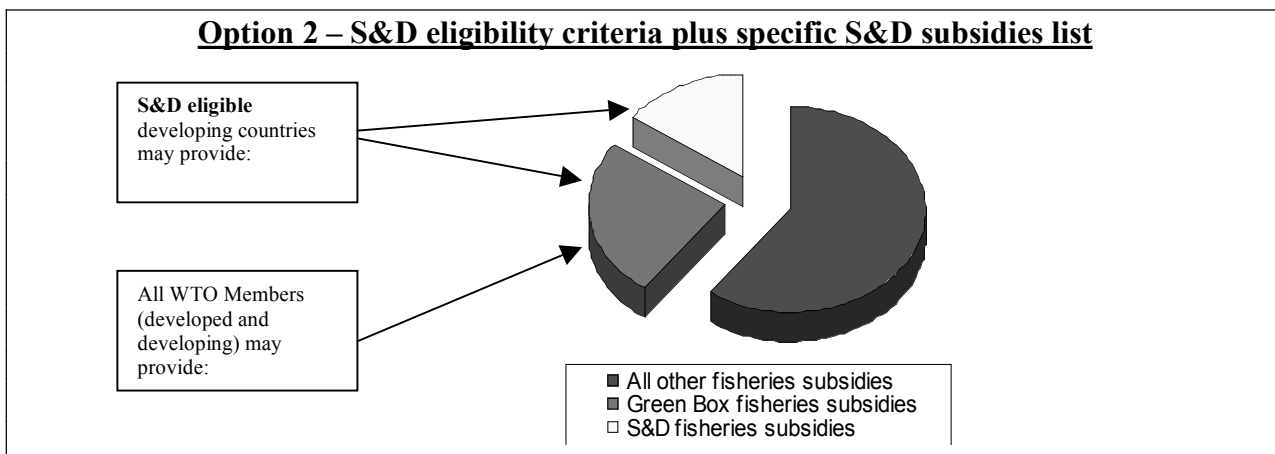 Option 2 – S&D eligibility criteria plus specific S&D subsidies list
S&D eligible
developing countries
may provide:
All WTO Members
(developed and
developing) may
provide:
All other fisheries subsidies
Green Box fisheries subsidies
S&D fisheries subsidies